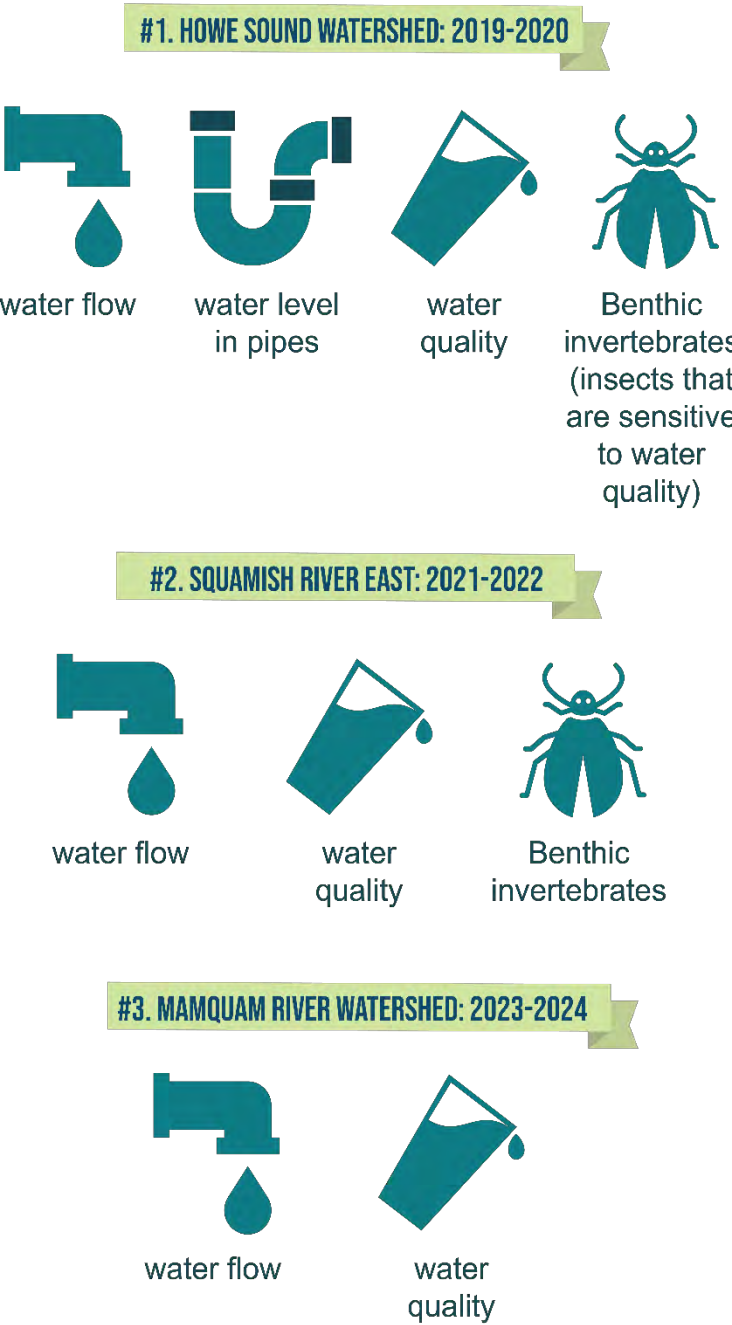 #1. HOWE SOUND WATERSHED: 2019-2020
water flow
water level
in pipes
water
quality
Benthic
invertebrates
(insects that
are sensitive
to water
quality)
#2. SQUAMISH RIVER EAST: 2021-2022
water flow
water
quality
Benthic
invertebrates
#3. MAMQUAM RIVER WATERSHED: 2023-2024
water flow
water
quality